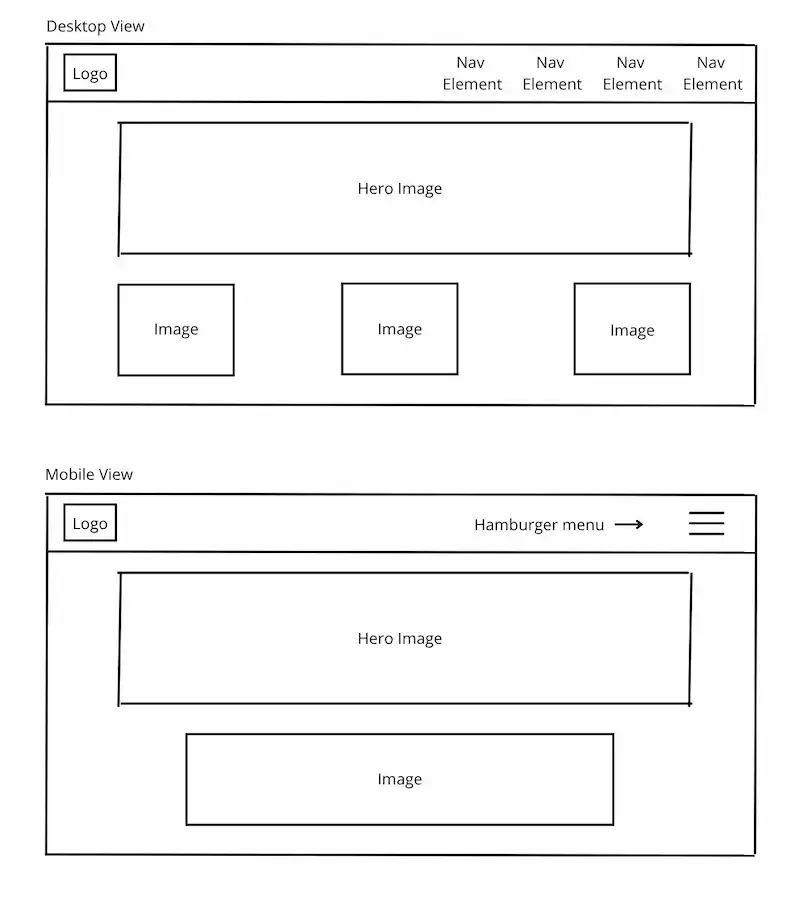 Desktop View
Logo
Nav
Element
Nav
Element
Nav
Element
Nav
Element
Hero Image
Image
Image
Image
Mobile View
Logo
Hamburger menu
Hero Image
Image